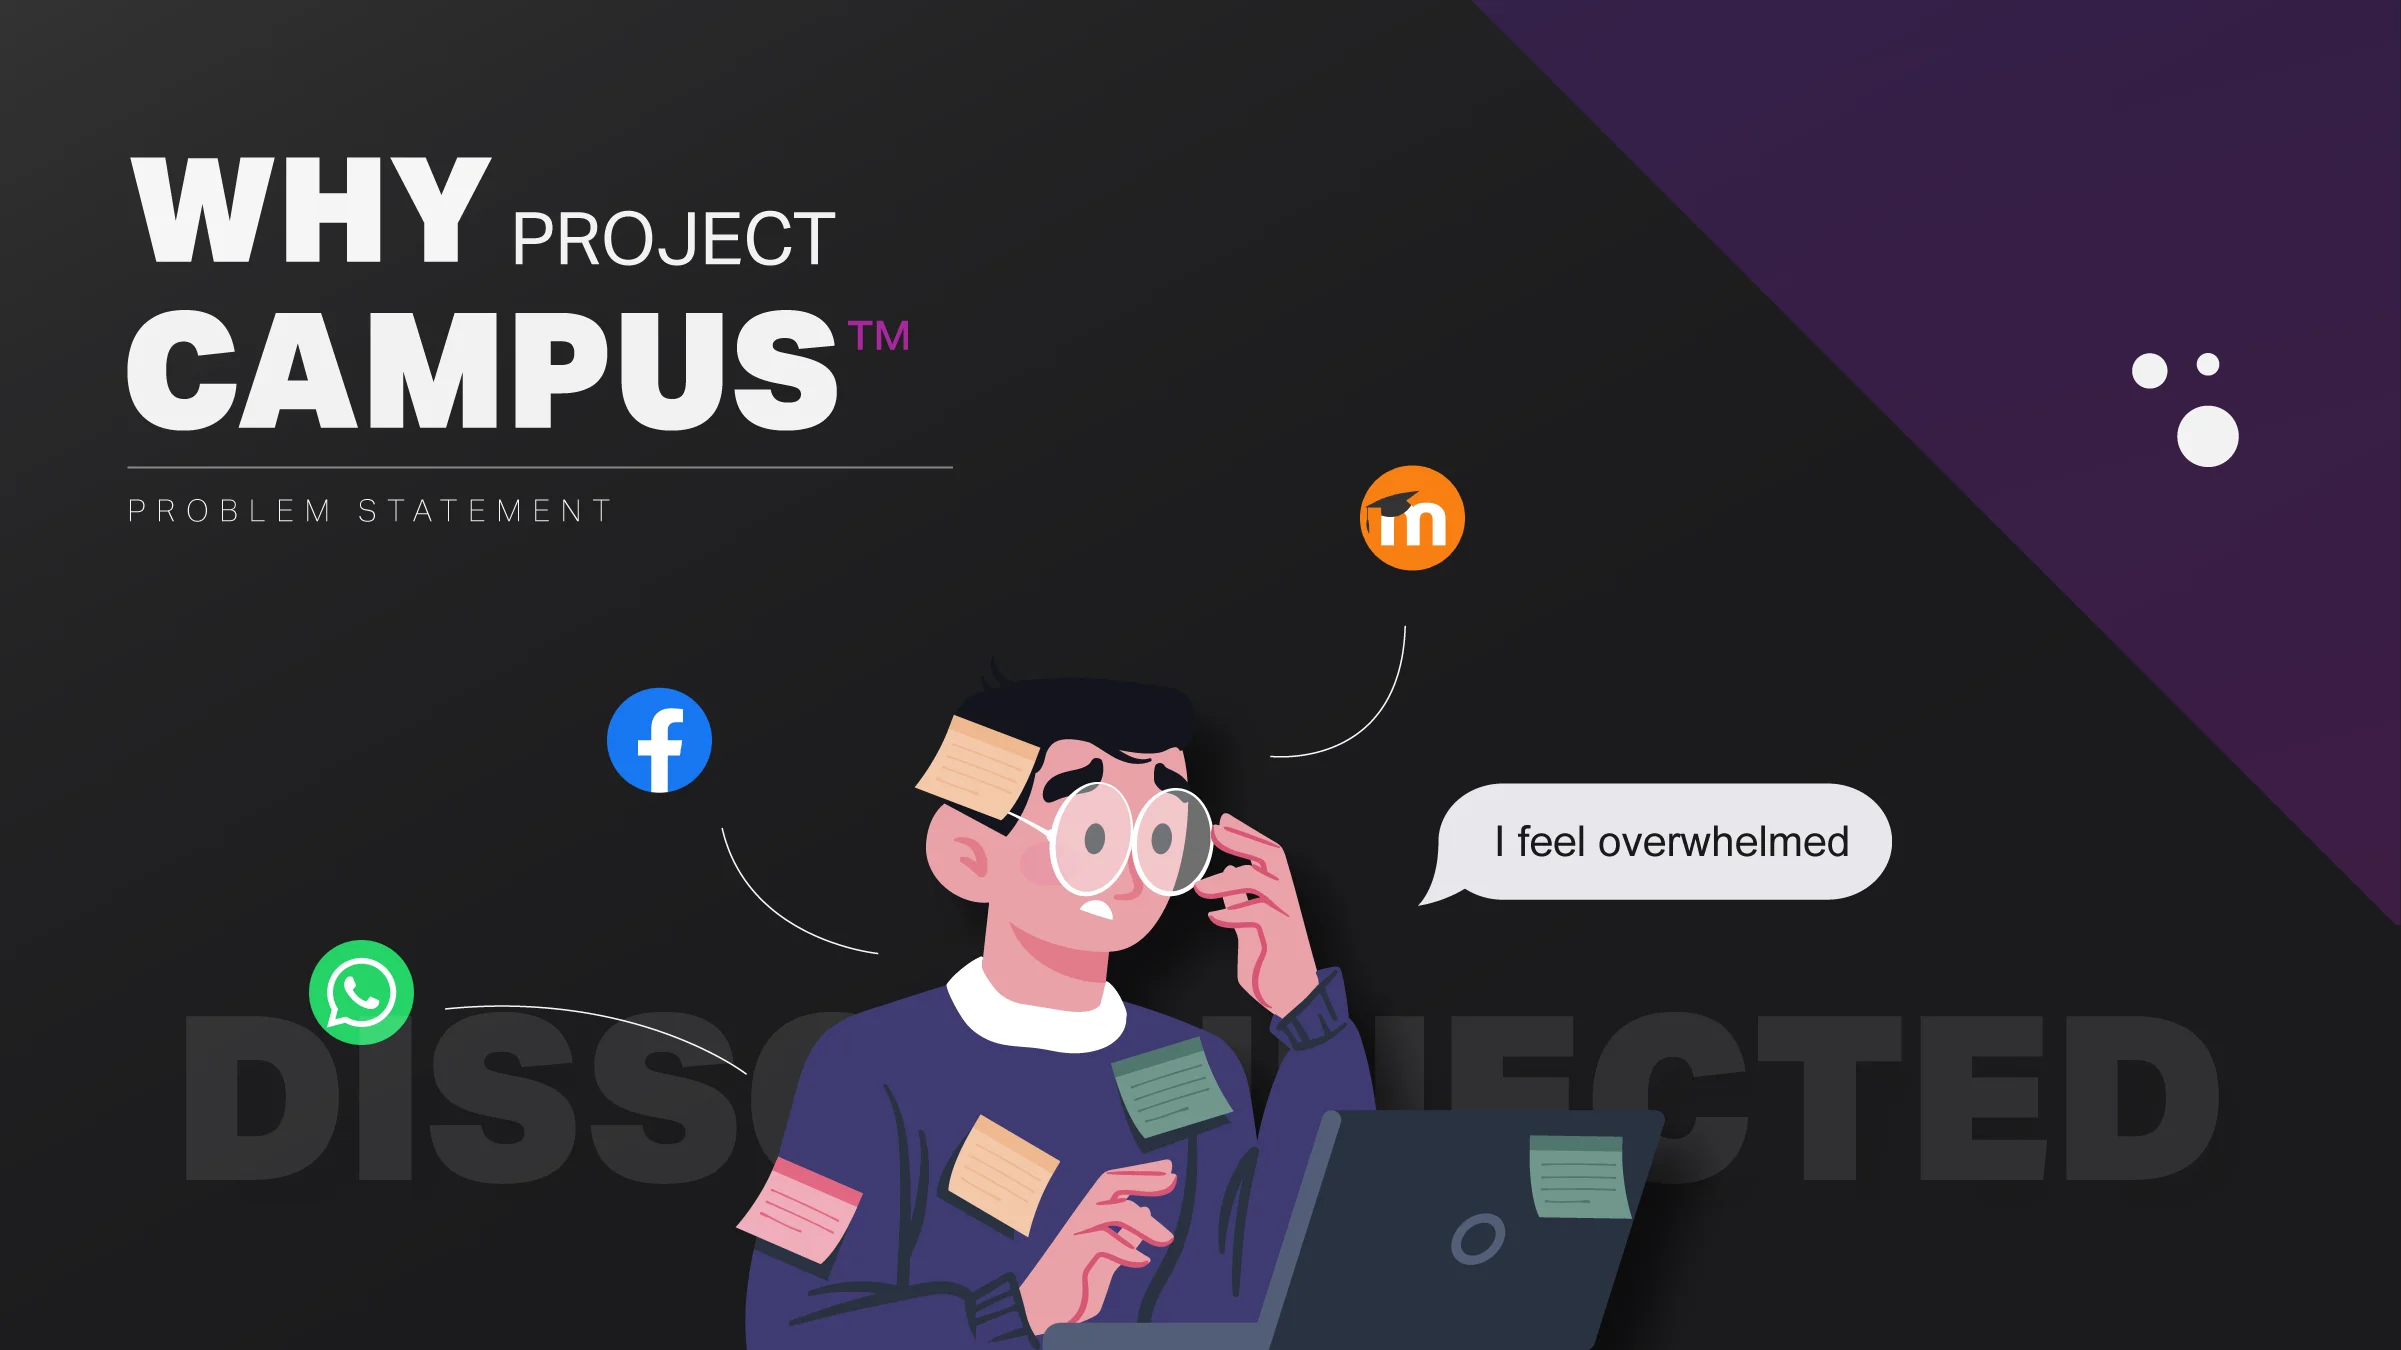 WHY PROJECT
CAMPUS™
PROBLEM STATEMENT
m
f
I feel overwhelmed